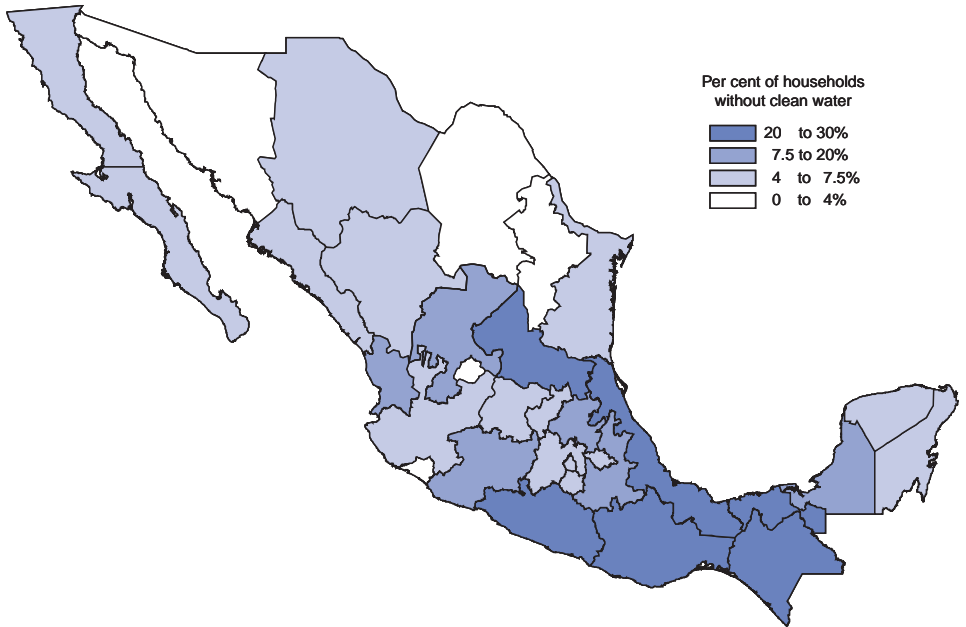 Per cent of households
without clean water
20 to 30%
7.5 to 20%
4 to 7.5%
0 to 4%